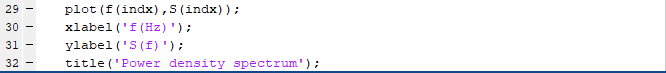 29 – plot(f(indx),S(indx));
30 – xlabel('f(Hz)');
31 – ylabel('S(f)');
32 – title('Power density spectrum');